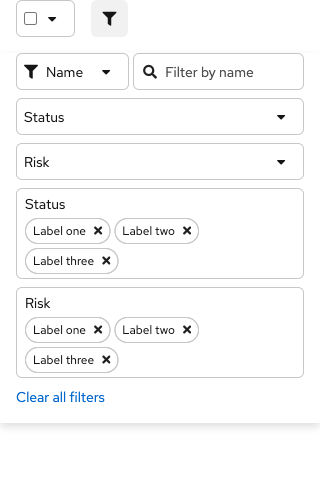 Name
Filter by name
Status
Risk
Status
Label one Label two
Label three
Risk
Label one Label two
Label three
Clear all filters